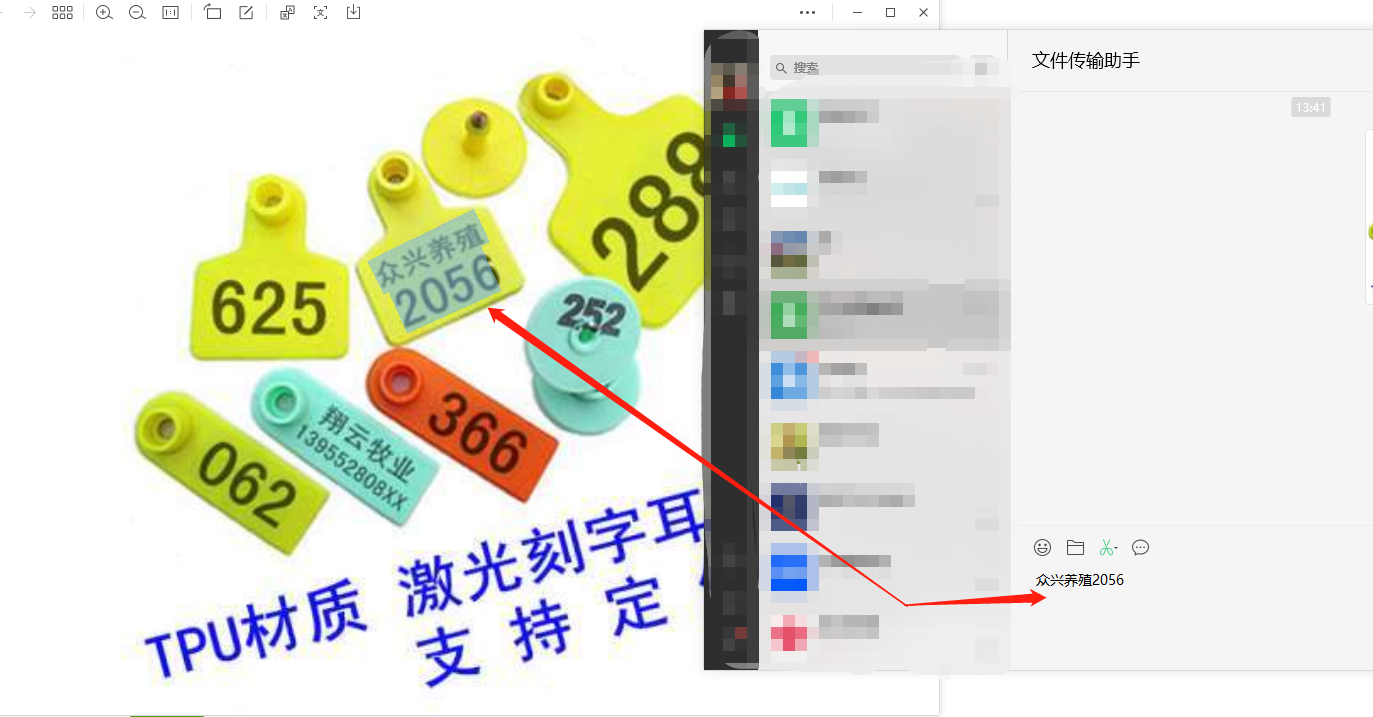 搜索
文件传输助手
13:41
288
众兴养殖
2056
625
252
366
翔云牧业
139552808XX
062
TPU材质 激光刻字耳
支持定
众兴养殖2056